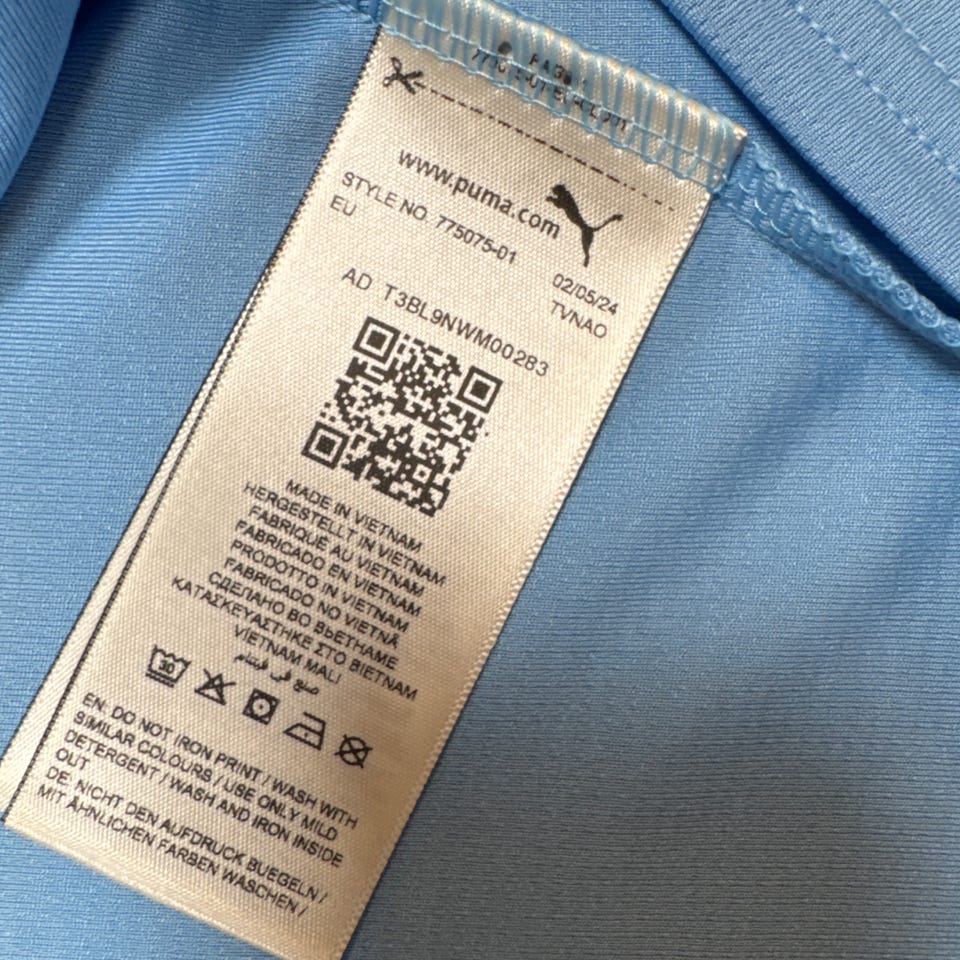 www.puma.com
STYLE NO 775075-01
EU
02/05/24
TVNAO
AD T3BL9NWM00283
MADE IN VIETNAM
HERGESTELLT IN VIETNAM
FABRIQUÉ AU VIETNAM
FABRICADO EN VIETNAM
PRODOTTO IN VIETNAM
FABRICADO NO VIETNÃ
СДЕЛАНО ВО ВЬЕТНАМЕ
ΚΑΤΑΣΚΕΥΑΣΤΗΚΕ ΣΤΟ ΒΙΕΤΝΑΜ
VIETNAM MALI
صنع في فيتنام
30
EN: DO NOT IRON PRINT / WASH WITH
SIMILAR COLOURS / USE ONLY MILD
DETERGENT / WASH AND IRON INSIDE
OUT
DE: NICHT DEN AUFDRUCK BUEGELN /
MIT ÄHNLICHEN FARBEN WASCHEN /